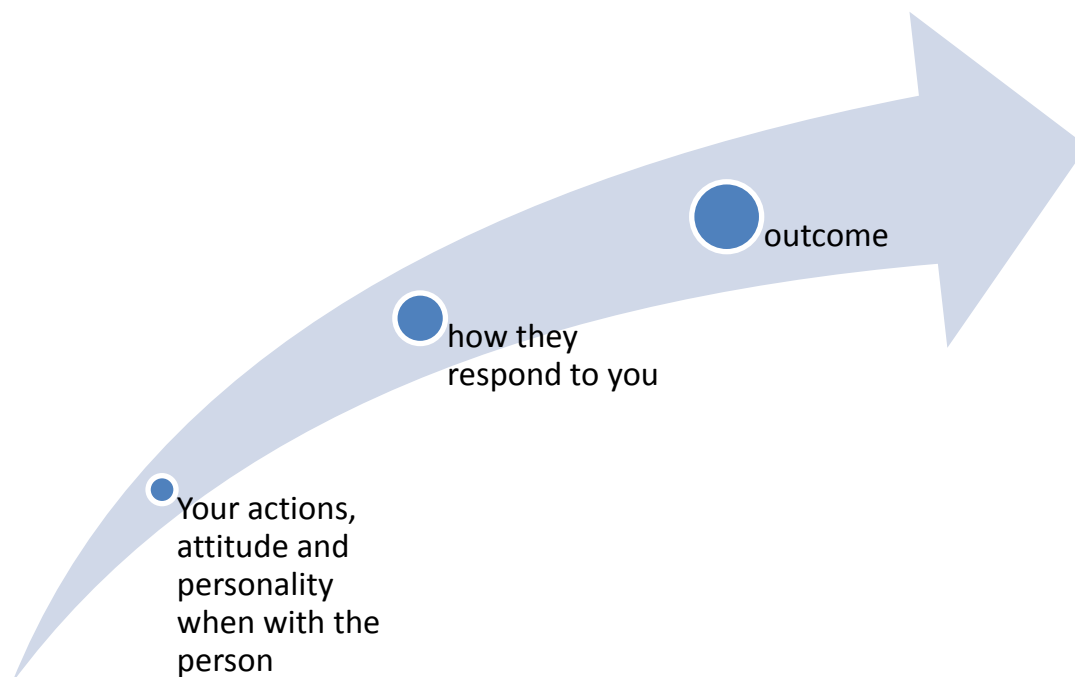 Your actions,
attitude and
personality
when with the
person
how they
respond to you
outcome